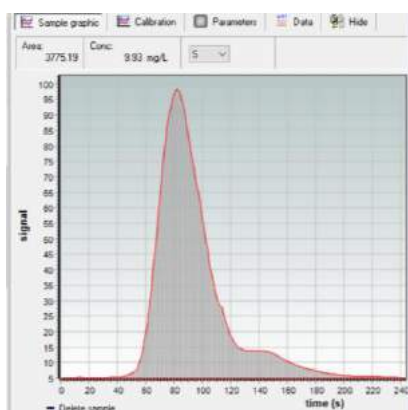 Sample graphic Calibration Parameters Data Hide
Area: Conc:
3775.19 9.93 mg/L S
100
95
90
85
80
75
70
65
60
55
50
45
40
35
30
25
20
15
10
5
signal
0 20 40 60 80 100 120 140 160 180 200 220 240
time (s)
Delete sample